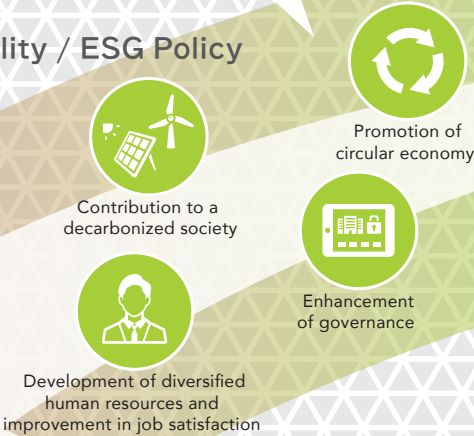 lity / ESG Policy
Promotion of
circular economy
Contribution to a
decarbonized society
Enhancement
of governance
Development of diversified
human resources and
improvement in job satisfaction